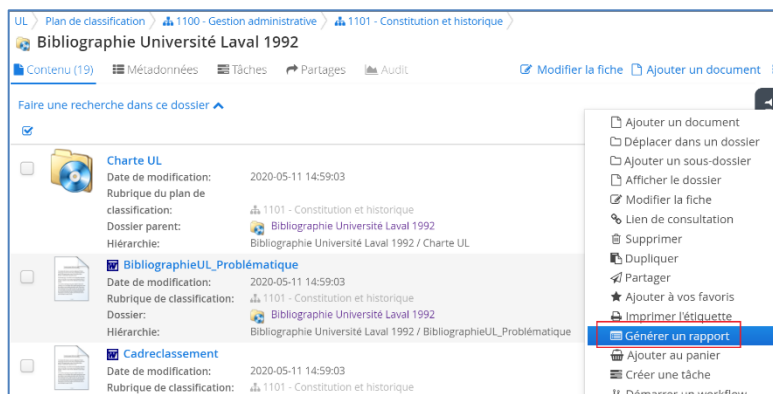 UL > Plan de classification > 1100 - Gestion administrative > 1101 - Constitution et historique >
Bibliographie Université Laval 1992
Contenu (19) Métadonnées Tâches Partages Audit Modifier la fiche Ajouter un document
Faire une recherche dans ce dossier
Charte UL
Date de modification: 2020-05-11 14:59:03
Rubrique du plan de
classification: 1101 - Constitution et historique
Dossier parent: Bibliographie Université Laval 1992
Hiérarchie: Bibliographie Université Laval 1992 / Charte UL
BibliographieUL_Problématique
Date de modification: 2020-05-11 14:59:03
Rubrique de classification: 1101 - Constitution et historique
Dossier: Bibliographie Université Laval 1992
Hiérarchie: Bibliographie Université Laval 1992 / BibliographieUL_Problématique
Cadreclassement
Date de modification: 2020-05-11 14:59:03
Rubrique de classification: 1101 - Constitution et historique
Ajouter un document
Déplacer dans un dossier
Ajouter un sous-dossier
Afficher le dossier
Modifier la fiche
Lien de consultation
Supprimer
Dupliquer
Partager
Ajouter à vos favoris
Imprimer l'étiquette
Générer un rapport
Ajouter au panier
Créer une tâche
Démarrer un workflow